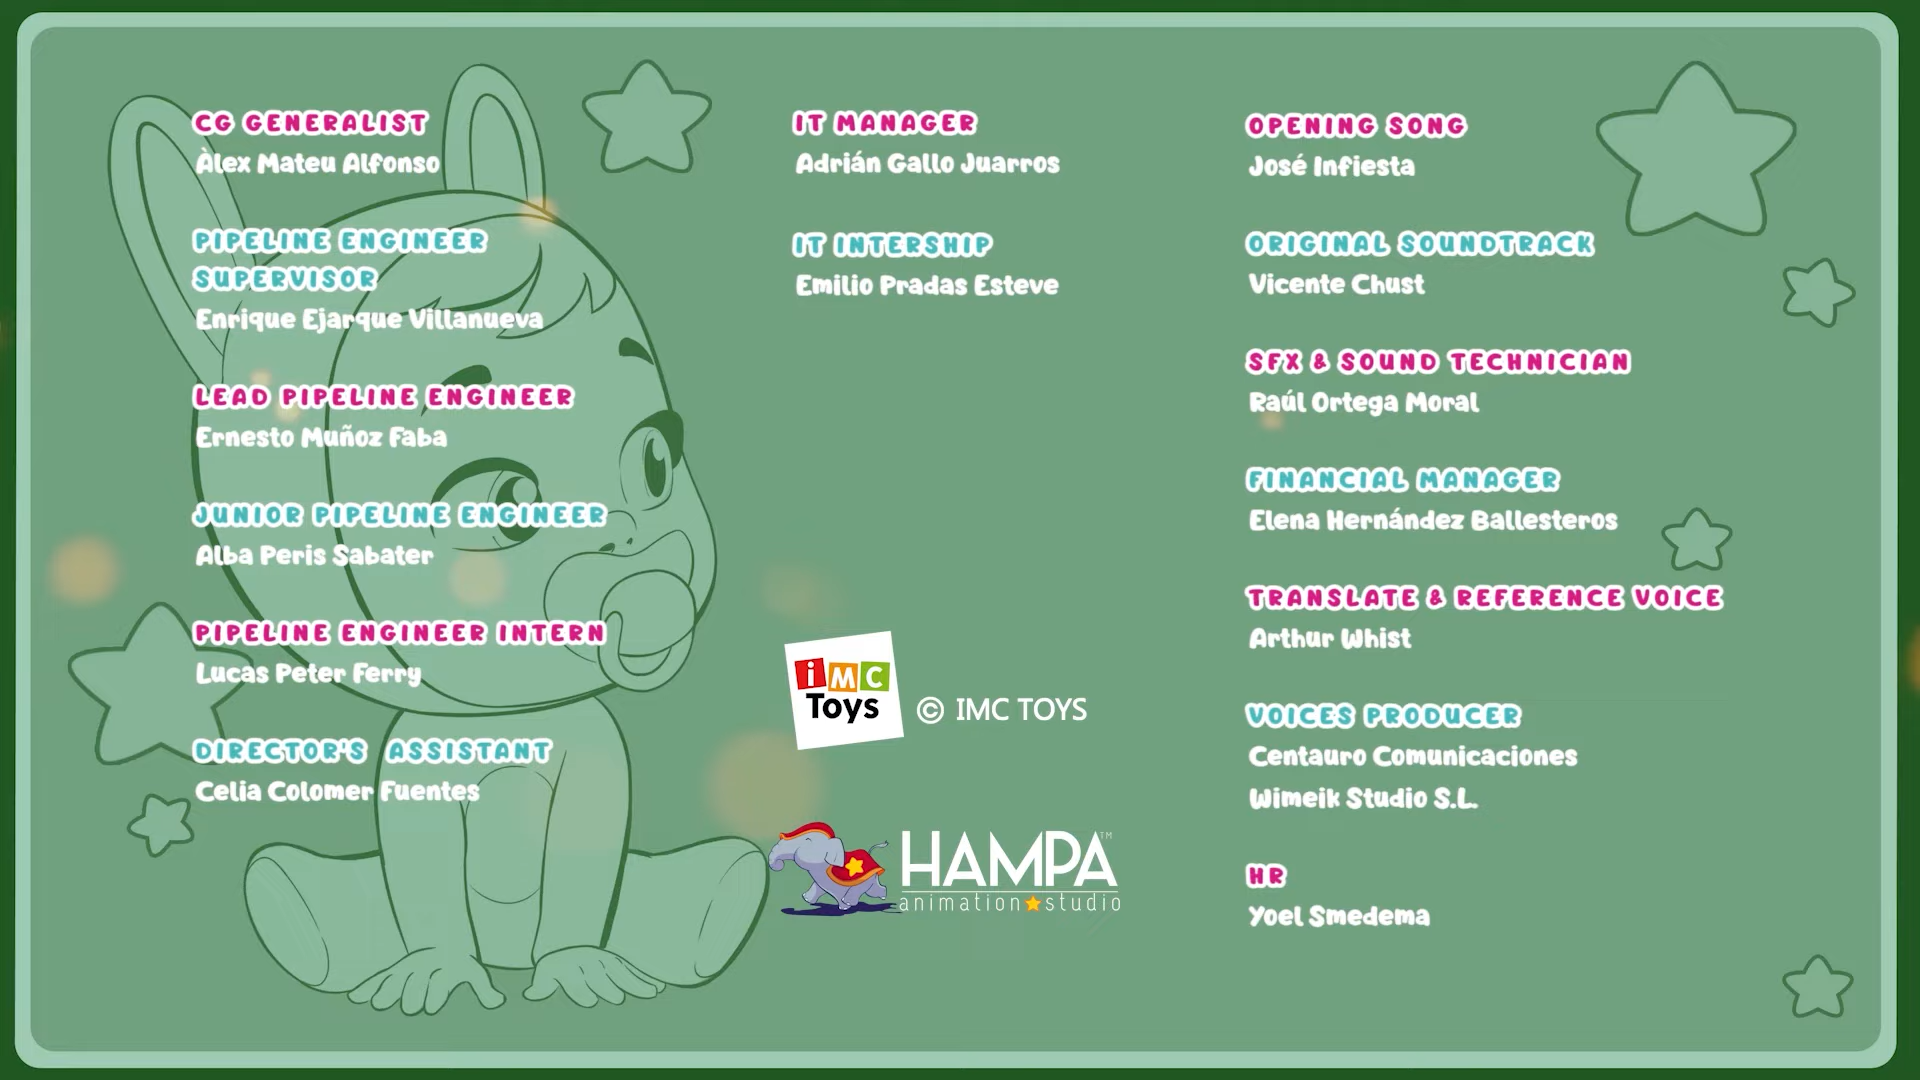 CG GENERALIST
Àlex Mateu Alfonso
PIPELINE ENGINEER
SUPERVISOR
Enrique Ejarque Villanueva
LEAD PIPELINE ENGINEER
Ernesto Muñoz Faba
JUNIOR PIPELINE ENGINEER
Alba Peris Sabater
PIPELINE ENGINEER INTERN
Lucas Peter Ferry
DIRECTOR'S ASSISTANT
Celia Colomer Fuentes
IT MANAGER
Adrián Gallo Juarros
IT INTERSHIP
Emilio Pradas Esteve
iMC
Toys
© IMC TOYS
HAMPA™
animation studio
OPENING SONG
José Infiesta
ORIGINAL SOUNDTRACK
Vicente Chust
SFX & SOUND TECHNICIAN
Raúl Ortega Moral
FINANCIAL MANAGER
Elena Hernández Ballesteros
TRANSLATE & REFERENCE VOICE
Arthur Whist
VOICES PRODUCER
Centauro Comunicaciones
Wimeik Studio S.L.
HR
Yoel Smedema